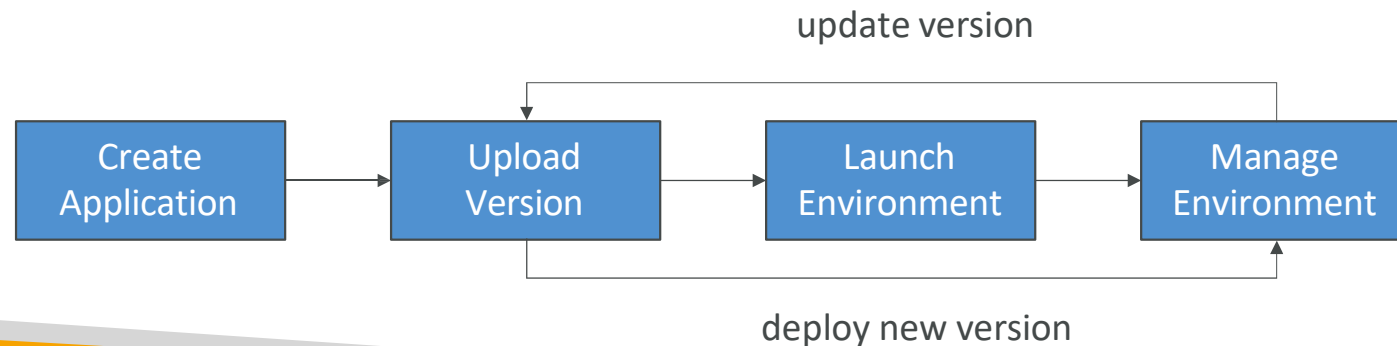 update version
Create
Application
Upload
Version
Launch
Environment
Manage
Environment
deploy new version